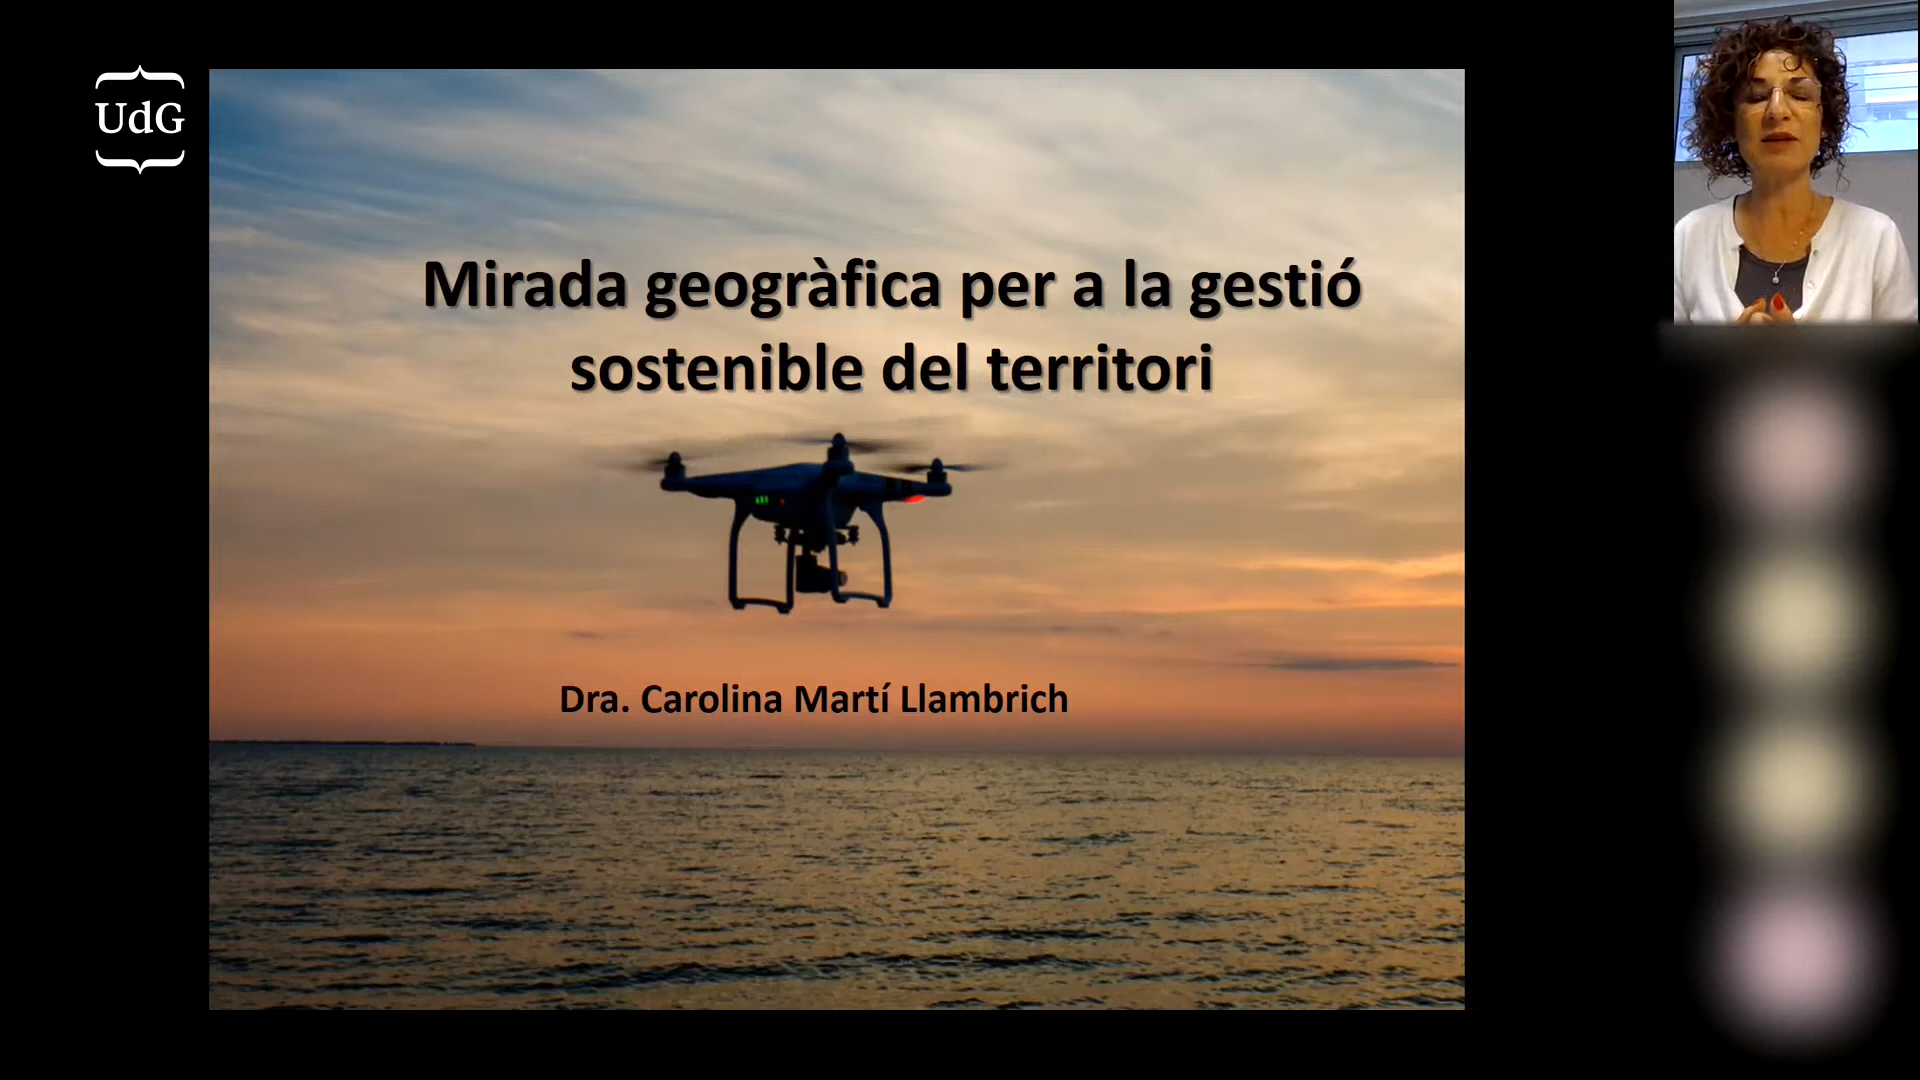 UdG
Mirada geogràfica per a la gestió
sostenible del territori
Dra. Carolina Martí Llambrich